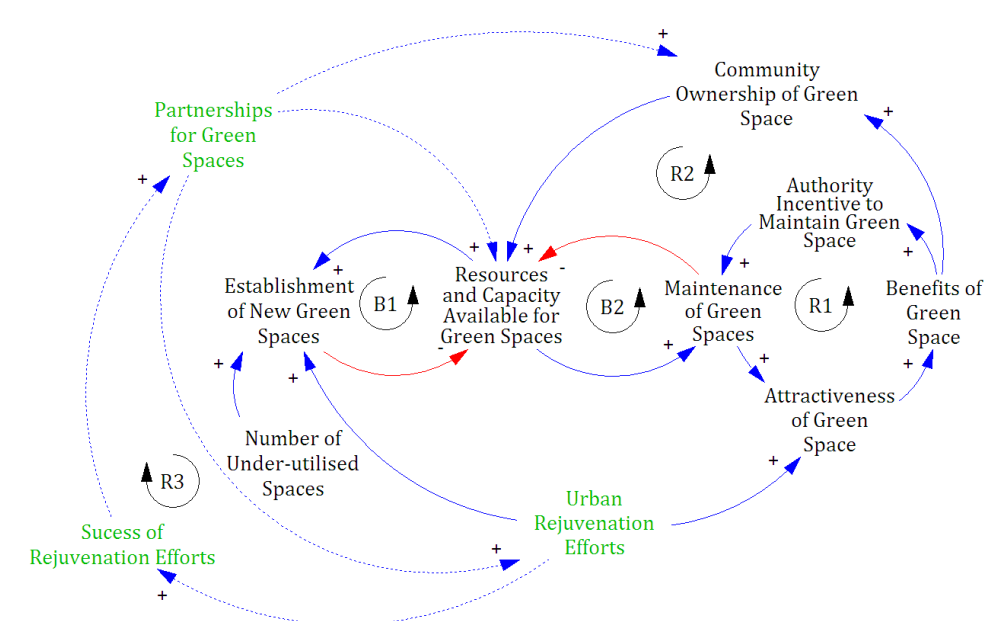 +
Community
Ownership of Green
Space
+
Partnerships
for Green
Spaces
+
R2
Authority
Incentive to
Maintain Green
Space
+
+
+
+
-
+
Resources
and Capacity
Available for
Green Spaces
Establishment
of New Green
Spaces
B1
B2
Maintenance
of Green
Spaces
R1
Benefits of
Green
Space
-
+
+
+
+
+
Attractiveness
of Green
Space
Number of
Under-utilised
Spaces
+
R3
Urban
Rejuvenation
Efforts
Sucess of
Rejuvenation Efforts
+
+